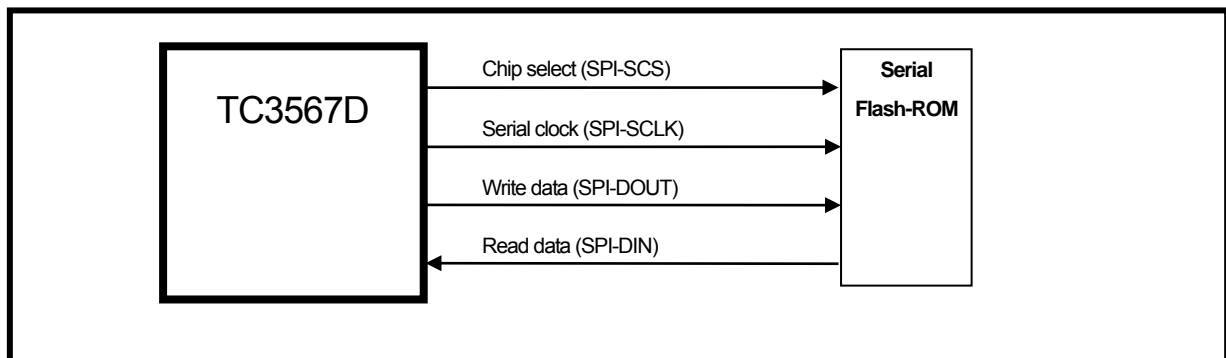 TC3567D
Chip select (SPI-SCS)
Serial clock (SPI-SCLK)
Write data (SPI-DOUT)
Read data (SPI-DIN)
Serial
Flash-ROM